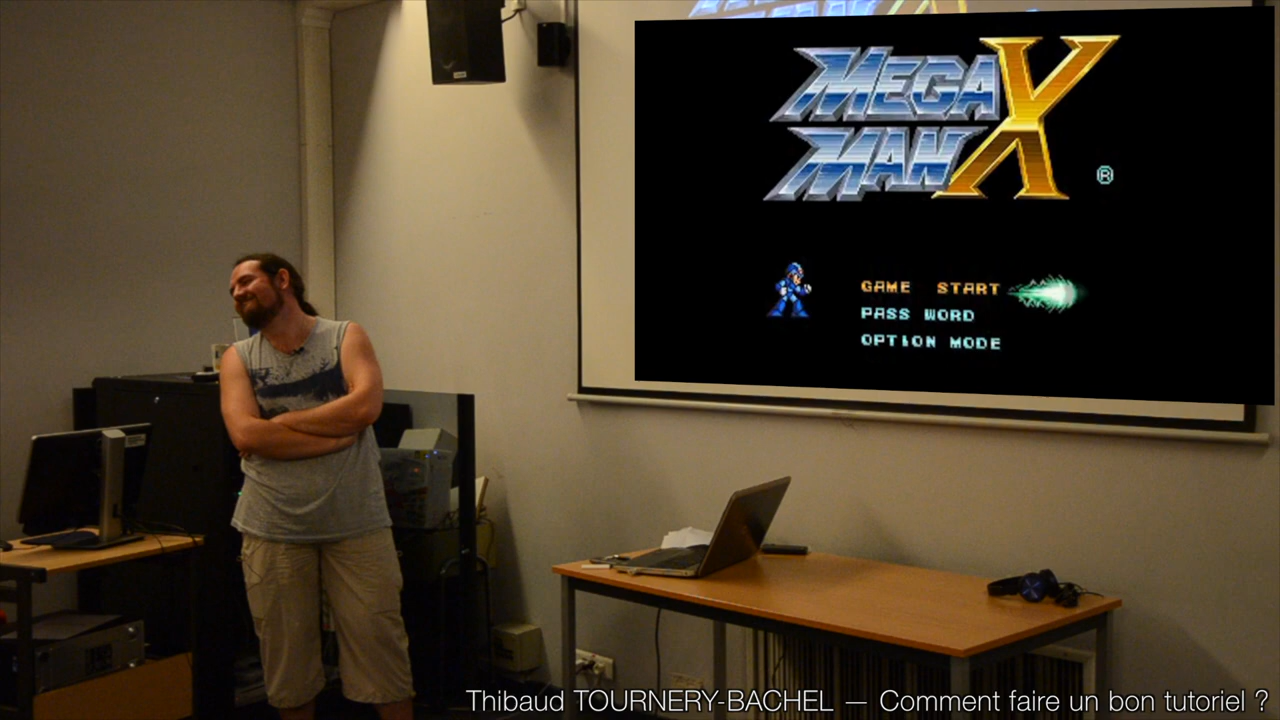 MEGA
MAN X
®
GAME START
PASS WORD
OPTION MODE
Thibaud TOURNERY-BACHEL — Comment faire un bon tutoriel ?